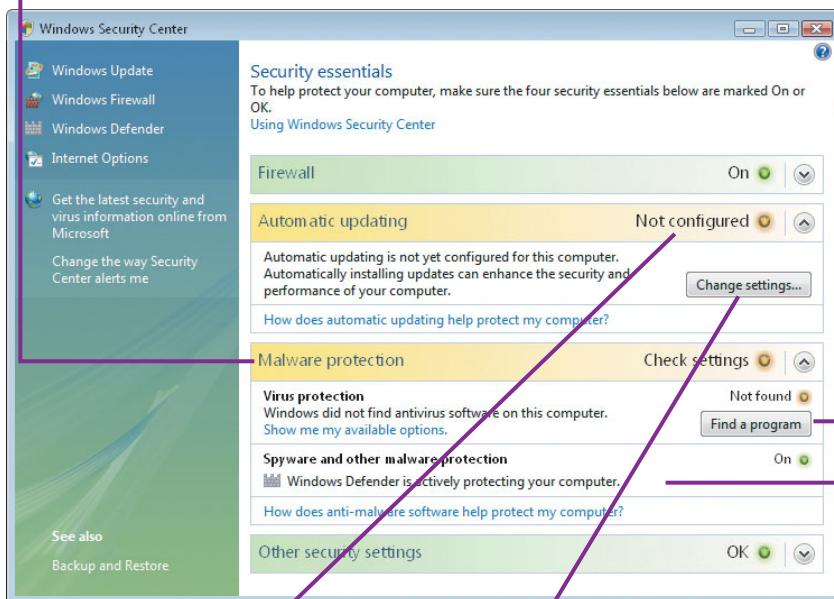 Windows Security Center
Windows Update
Windows Firewall
Windows Defender
Internet Options
Get the latest security and
virus information online from
Microsoft
Change the way Security
Center alerts me
See also
Backup and Restore
Security essentials
To help protect your computer, make sure the four security essentials below are marked On or
OK.
Using Windows Security Center
Firewall On
Automatic updating Not configured
Automatic updating is not yet configured for this computer.
Automatically installing updates can enhance the security and
performance of your computer.
Change settings...
How does automatic updating help protect my computer?
Malware protection Check settings
Virus protection Not found
Windows did not find antivirus software on this computer.
Show me my available options.
Find a program
Spyware and other malware protection On
Windows Defender is actively protecting your computer.
How does anti-malware software help protect my computer?
Other security settings OK